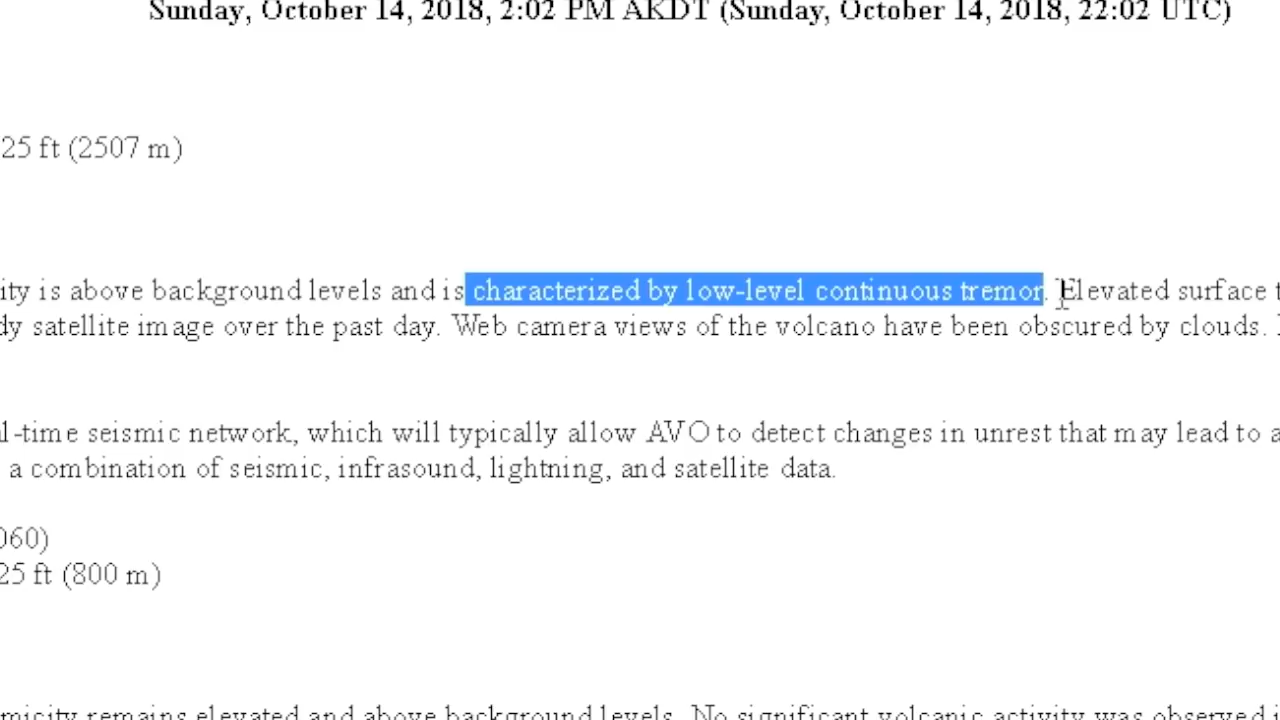 Sunday, October 14, 2018, 2:02 PM AKDT (Sunday, October 14, 2018, 22:02 UTC)
25 ft (2507 m)
ity is above background levels and is characterized by low-level continuous tremor. Elevated surface t
dy satellite image over the past day. Web camera views of the volcano have been obscured by clouds.
l-time seismic network, which will typically allow AVO to detect changes in unrest that may lead to a
a combination of seismic, infrasound, lightning, and satellite data.
060)
25 ft (800 m)
micity remains elevated and above background levels. No significant volcanic activity was observed i